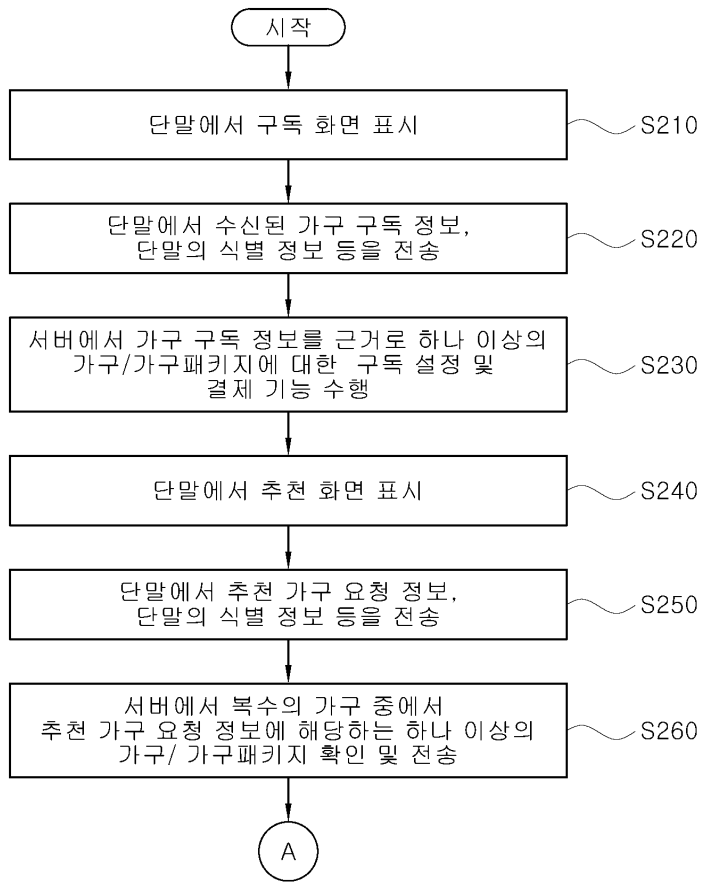 시작
단말에서 구독 화면 표시
S210
단말에서 수신된 가구 구독 정보,
단말의 식별 정보 등을 전송
S220
서버에서 가구 구독 정보를 근거로 하나 이상의
가구/가구패키지에 대한 구독 설정 및
결제 기능 수행
S230
단말에서 추천 화면 표시
S240
단말에서 추천 가구 요청 정보,
단말의 식별 정보 등을 전송
S250
서버에서 복수의 가구 중에서
추천 가구 요청 정보에 해당하는 하나 이상의
가구/ 가구패키지 확인 및 전송
S260
A